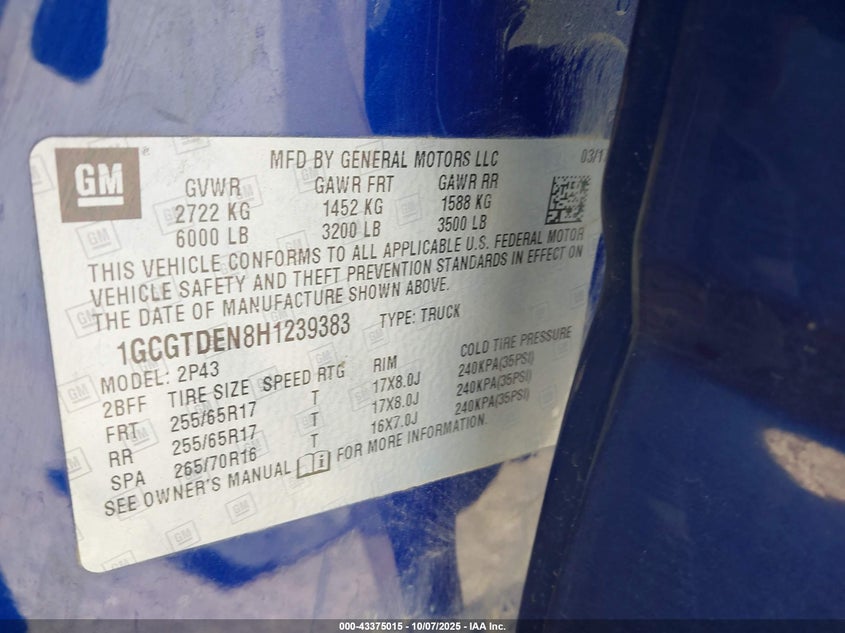 GM
MFD BY GENERAL MOTORS LLC 03/1
GVWR GAWR FRT GAWR RR
2722 KG 1452 KG 1588 KG
6000 LB 3200 LB 3500 LB
THIS VEHICLE CONFORMS TO ALL APPLICABLE U.S. FEDERAL MOTOR
VEHICLE SAFETY AND THEFT PREVENTION STANDARDS IN EFFECT ON
THE DATE OF MANUFACTURE SHOWN ABOVE.
1GCGTDEN8H1239383 TYPE: TRUCK
MODEL: 2P43
2BFF TIRE SIZE SPEED RTG RIM COLD TIRE PRESSURE
FRT 255/65R17 T 17X8.0J 240KPA(35PSI)
RR 255/65R17 T 17X8.0J 240KPA(35PSI)
SPA 265/70R16 T 16X7.0J 240KPA(35PSI)
SEE OWNER'S MANUAL FOR MORE INFORMATION.
000-43375015 - 10/07/2025 - IAA Inc.